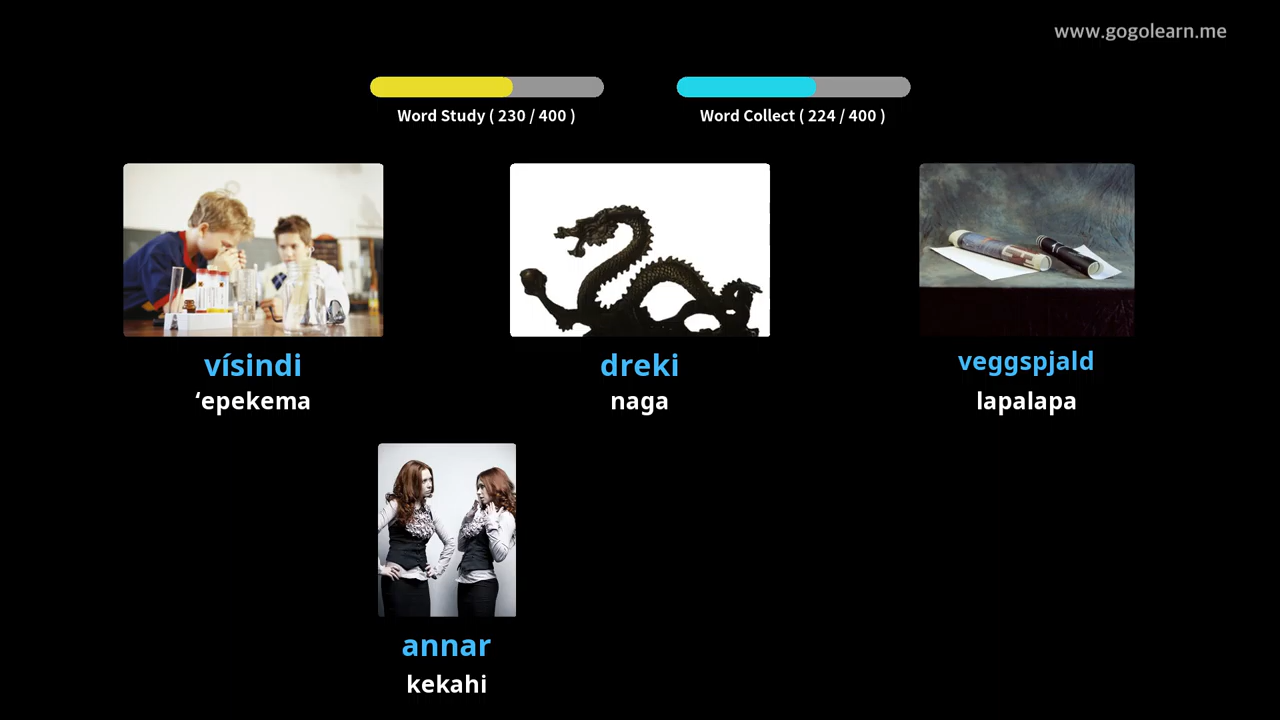 www.gogolearn.me
Word Study ( 230 / 400 )
Word Collect ( 224 / 400 )
vísindi
ʻepekema
dreki
naga
veggspjald
lapalapa
annar
kekahi